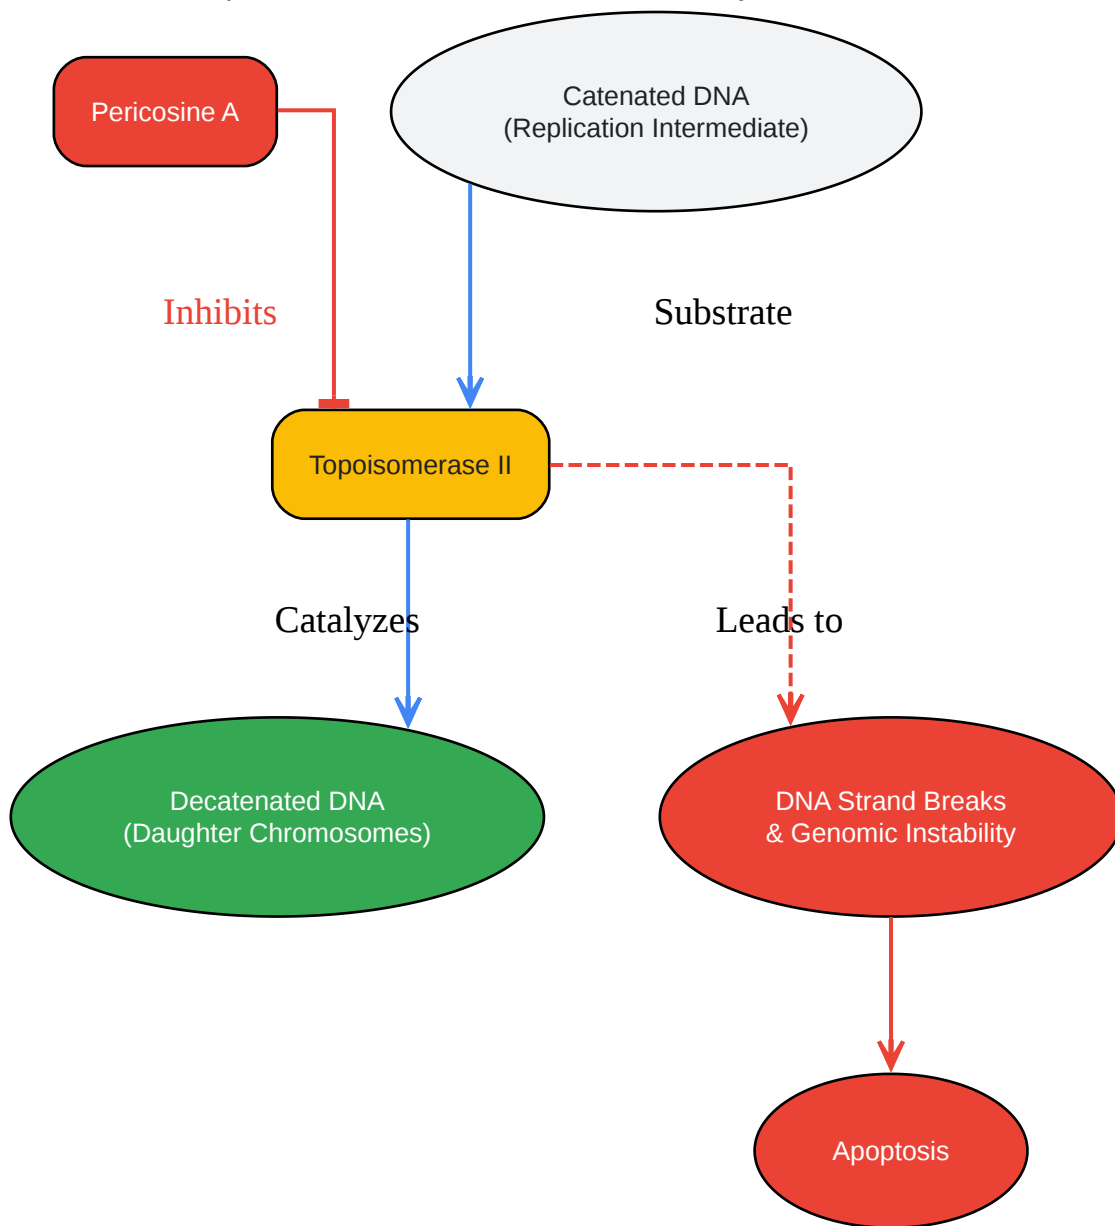 Pericosine A
Catenated DNA
(Replication Intermediate)
Inhibits
Substrate
Topoisomerase II
Catalyzes
Leads to
Decatenated DNA
(Daughter Chromosomes)
DNA Strand Breaks
& Genomic Instability
Apoptosis